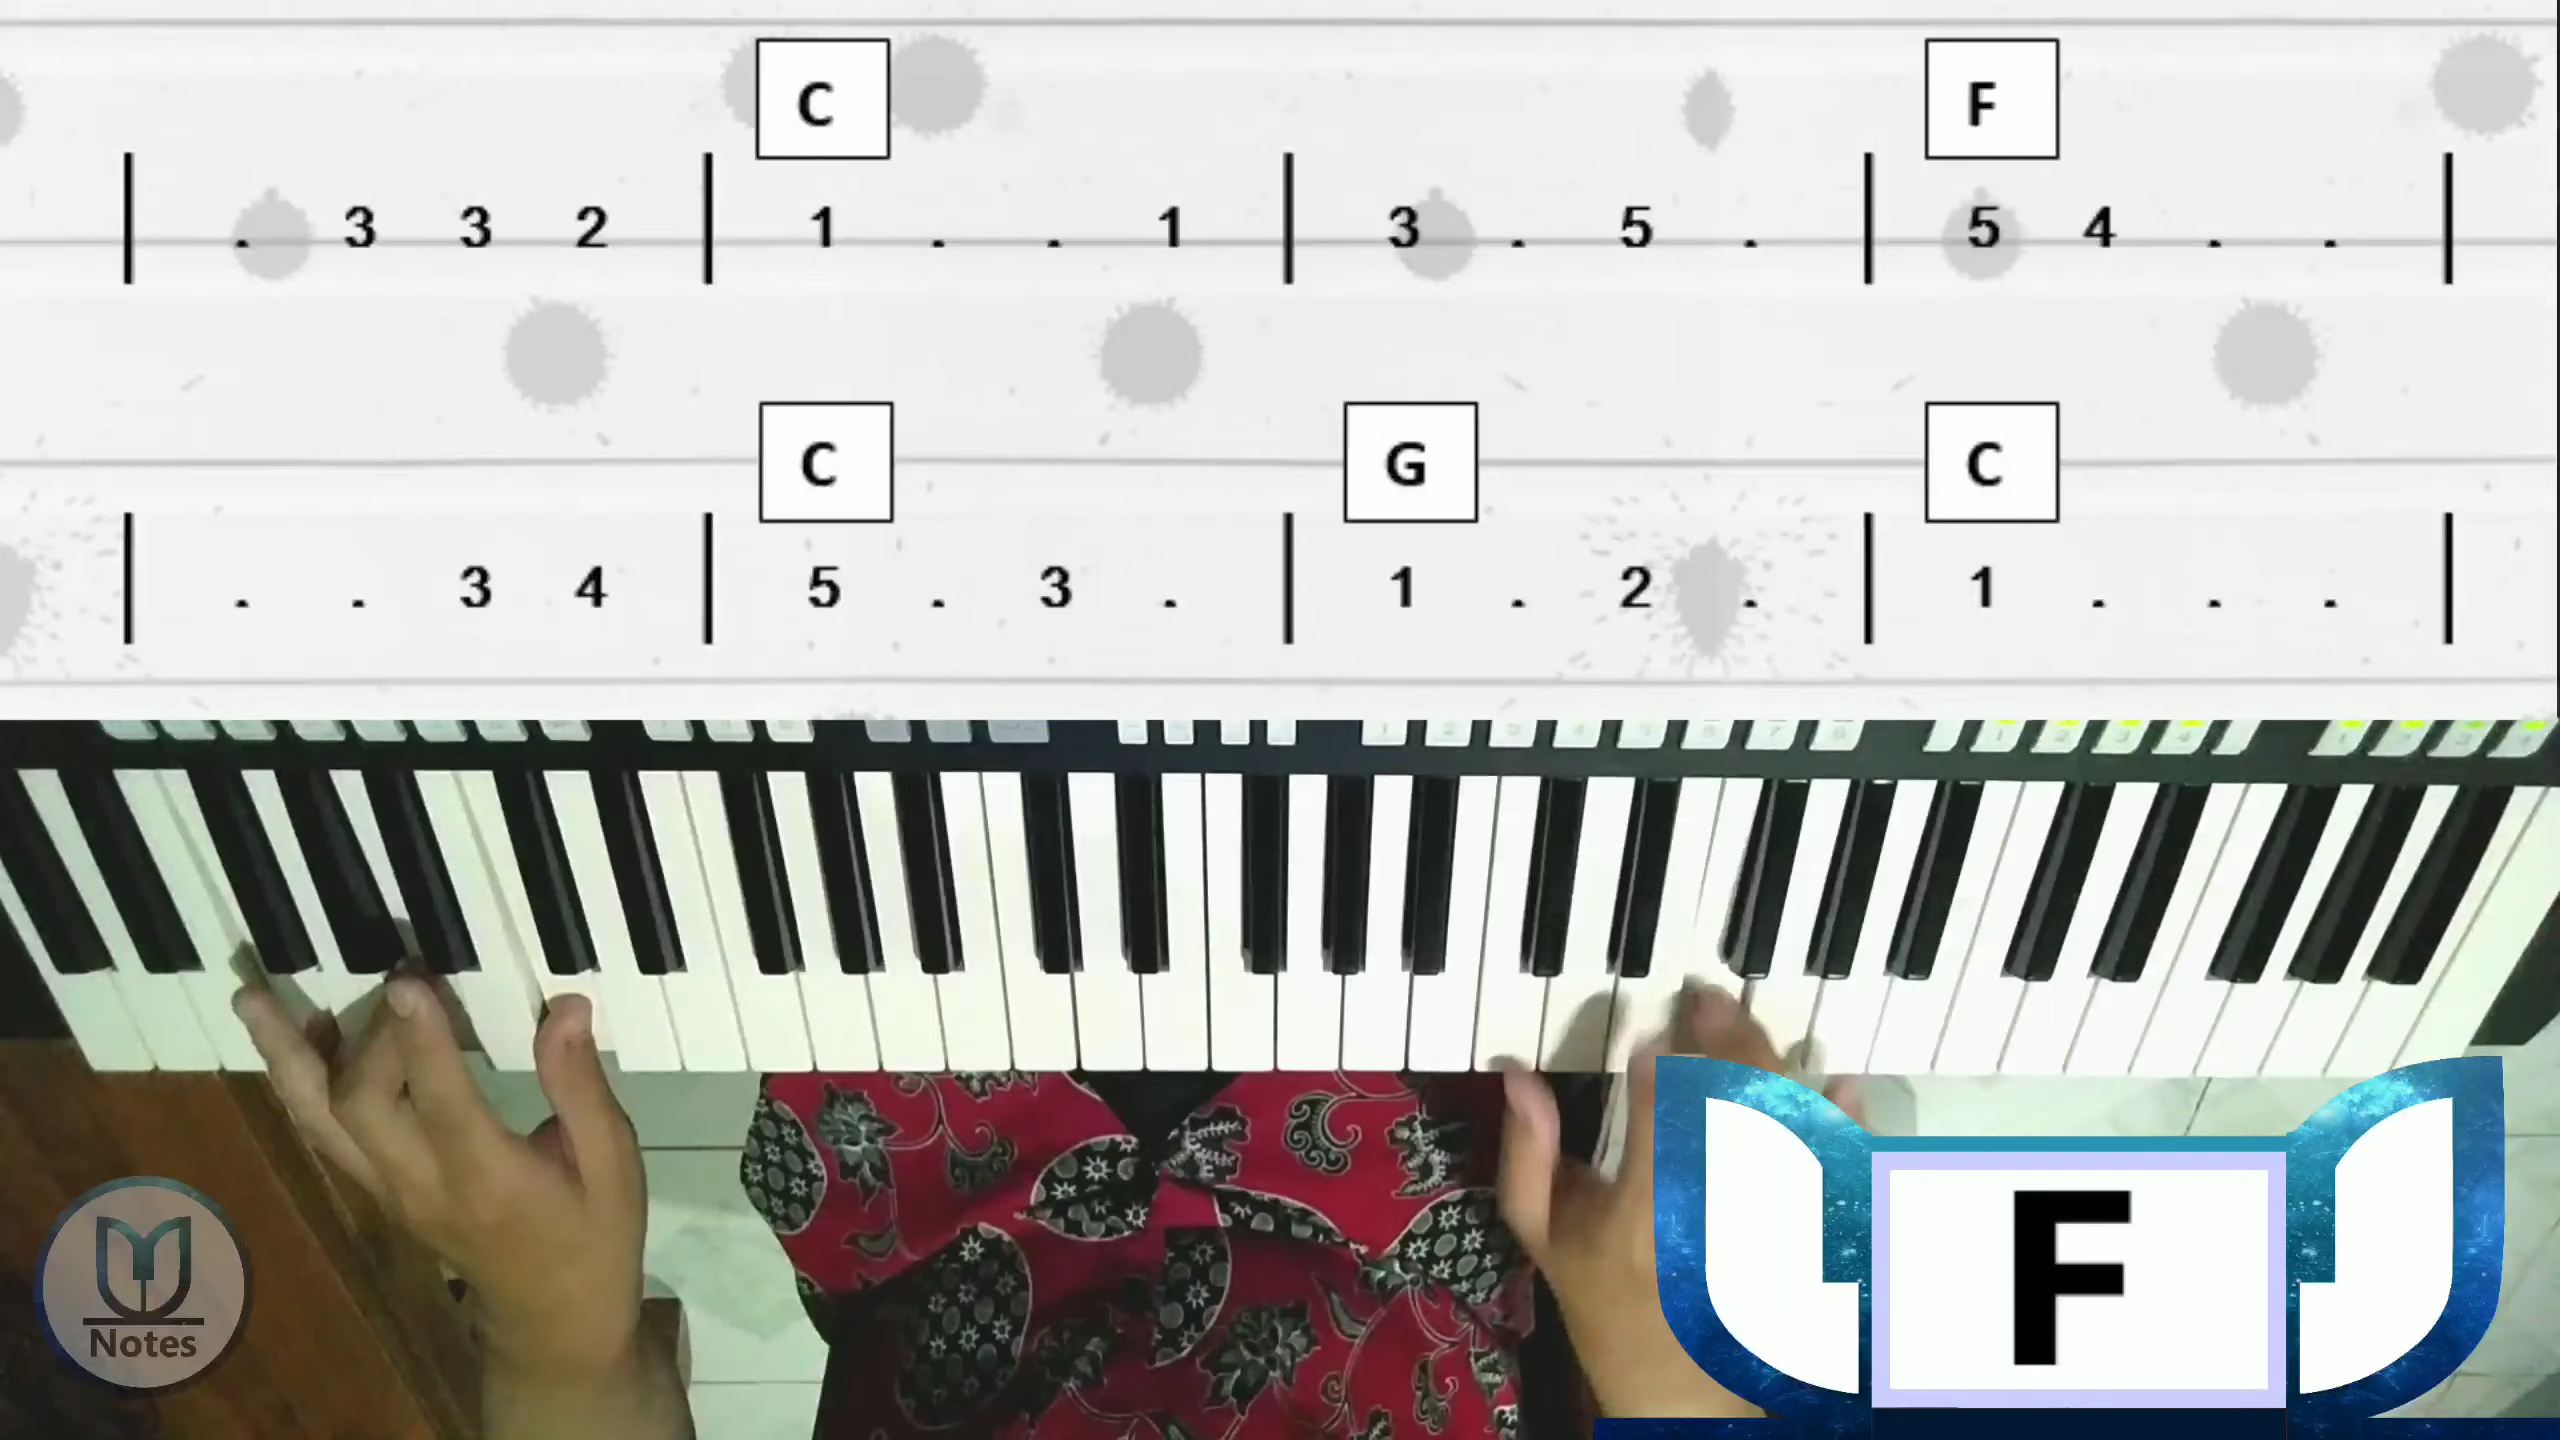 C F
| . 3 3 2 | 1 . . 1 | 3 . 5 . | 5 4 . . |
C G C
| . . 3 4 | 5 . 3 . | 1 . 2 . | 1 . . . |
Notes
F